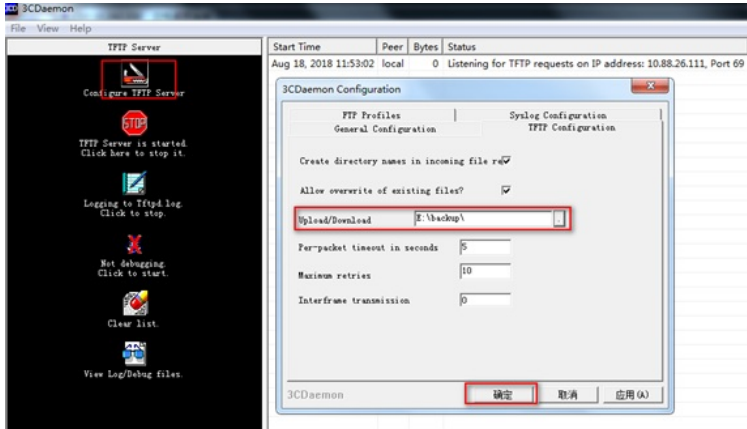 3CDaemon
File View Help
TFTP Server
Configure TFTP Server
TFTP Server is started.
Click here to stop it.
Logging to Tftpd.log.
Click to stop.
Not debugging.
Click to start.
Clear list.
View Log/Debug files.
Start Time Peer Bytes Status
Aug 18, 2018 11:53:02 local 0 Listening for TFTP requests on IP address: 10.88.26.111, Port 69
3CDaemon Configuration
FTP Profiles Syslog Configuration
General Configuration TFTP Configuration
Create directory names in incoming file re
Allow overwrite of existing files?
Upload/Download E:\backup\ .
Per-packet timeout in seconds 5
Maximum retries 10
Interframe transmission 0
3CDaemon 确定 取消 应用(A)